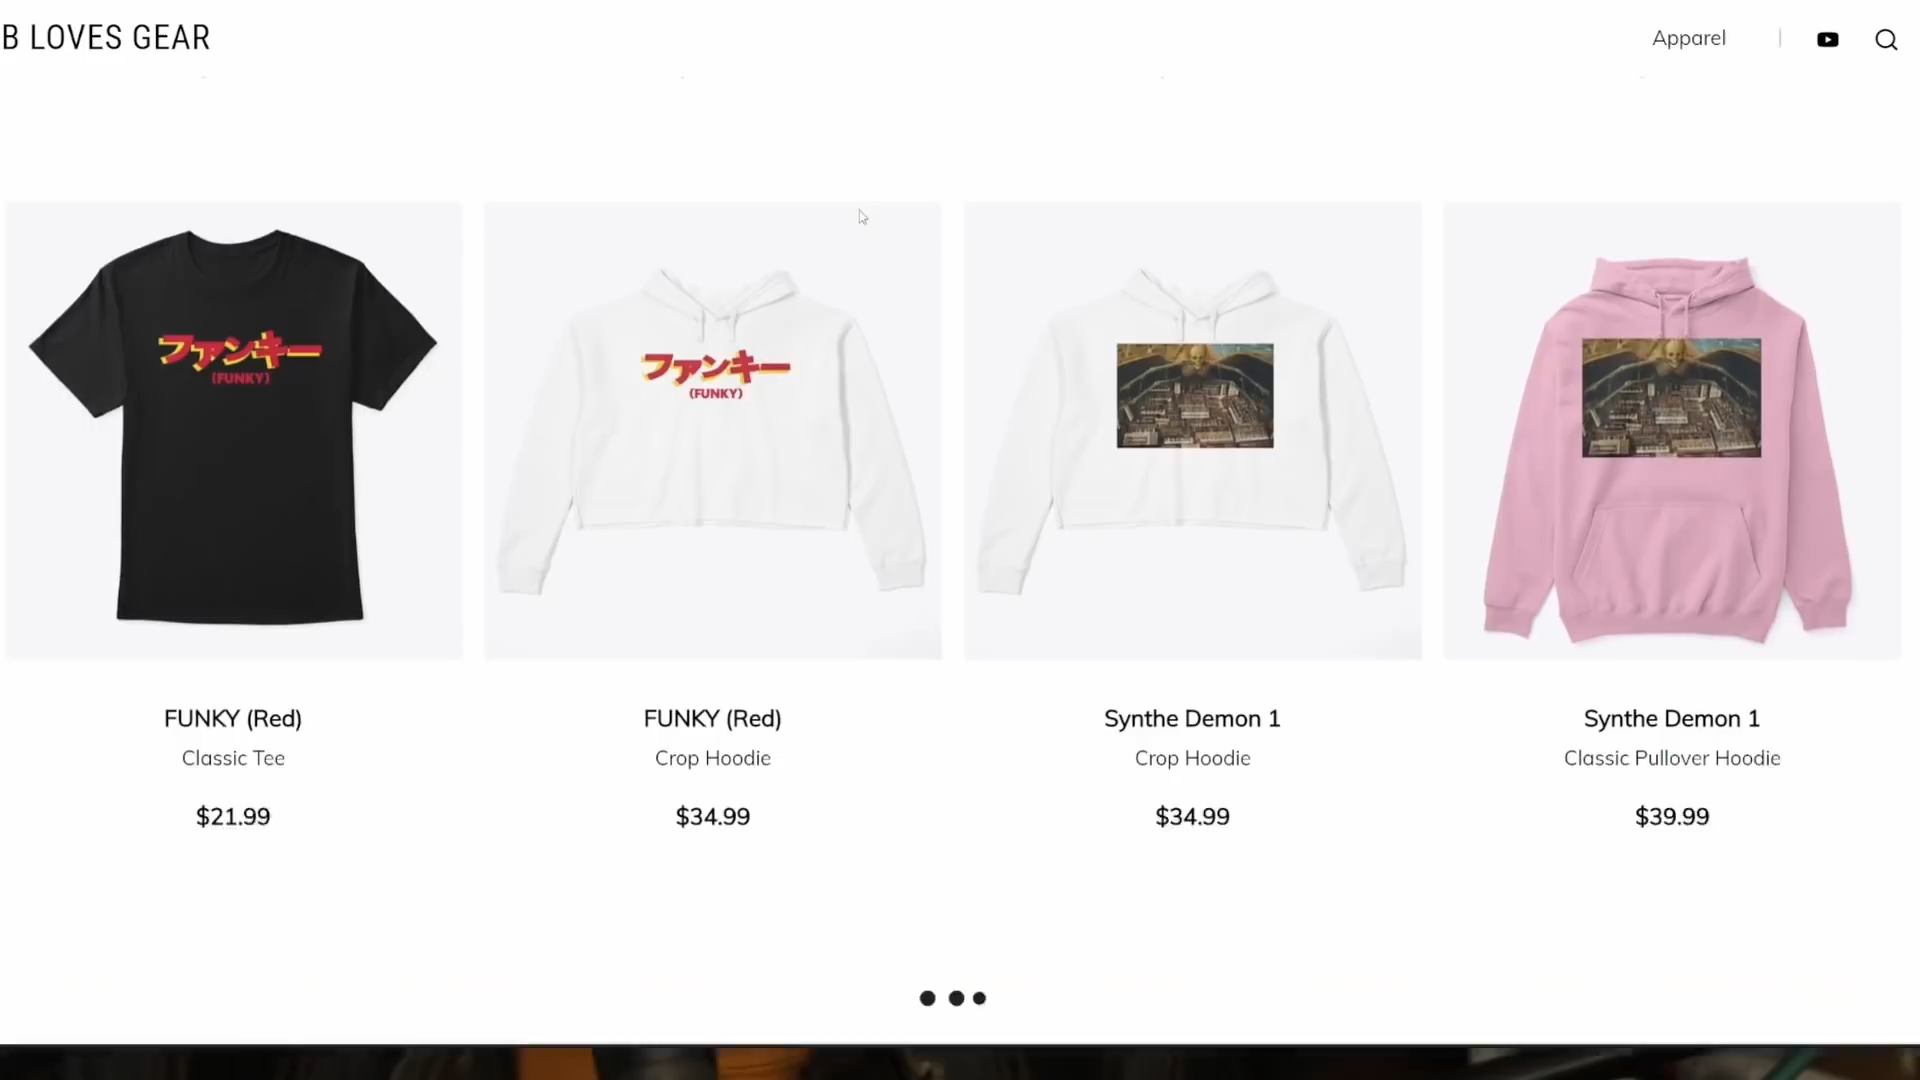 B LOVES GEAR
Apparel
ファンキー
(FUNKY)
ファンキー
(FUNKY)
FUNKY (Red)
Classic Tee
$21.99
FUNKY (Red)
Crop Hoodie
$34.99
Synthe Demon 1
Crop Hoodie
$34.99
Synthe Demon 1
Classic Pullover Hoodie
$39.99